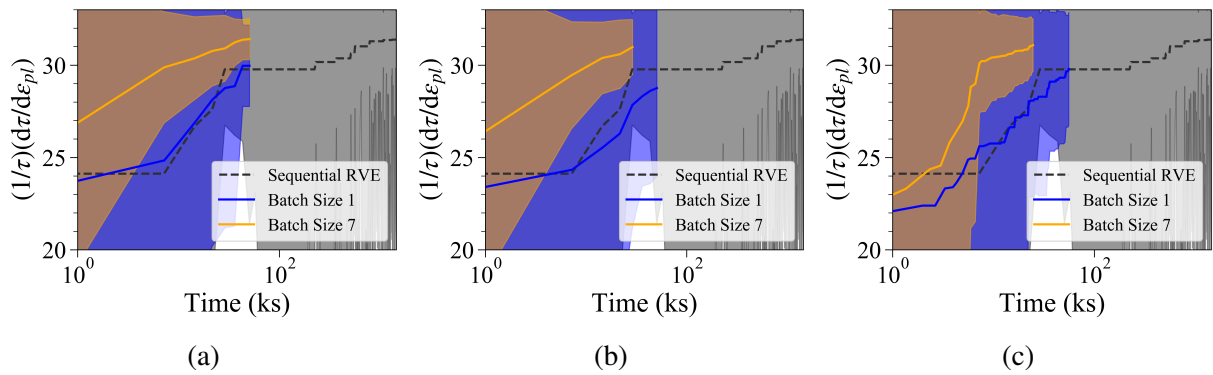 (1/τ)(dτ/dε_pl)
30
25
20
10^0
10^2
Time (ks)
Sequential RVE
Batch Size 1
Batch Size 7
(a)
(1/τ)(dτ/dε_pl)
30
25
20
10^0
10^2
Time (ks)
Sequential RVE
Batch Size 1
Batch Size 7
(b)
(1/τ)(dτ/dε_pl)
30
25
20
10^0
10^2
Time (ks)
Sequential RVE
Batch Size 1
Batch Size 7
(c)